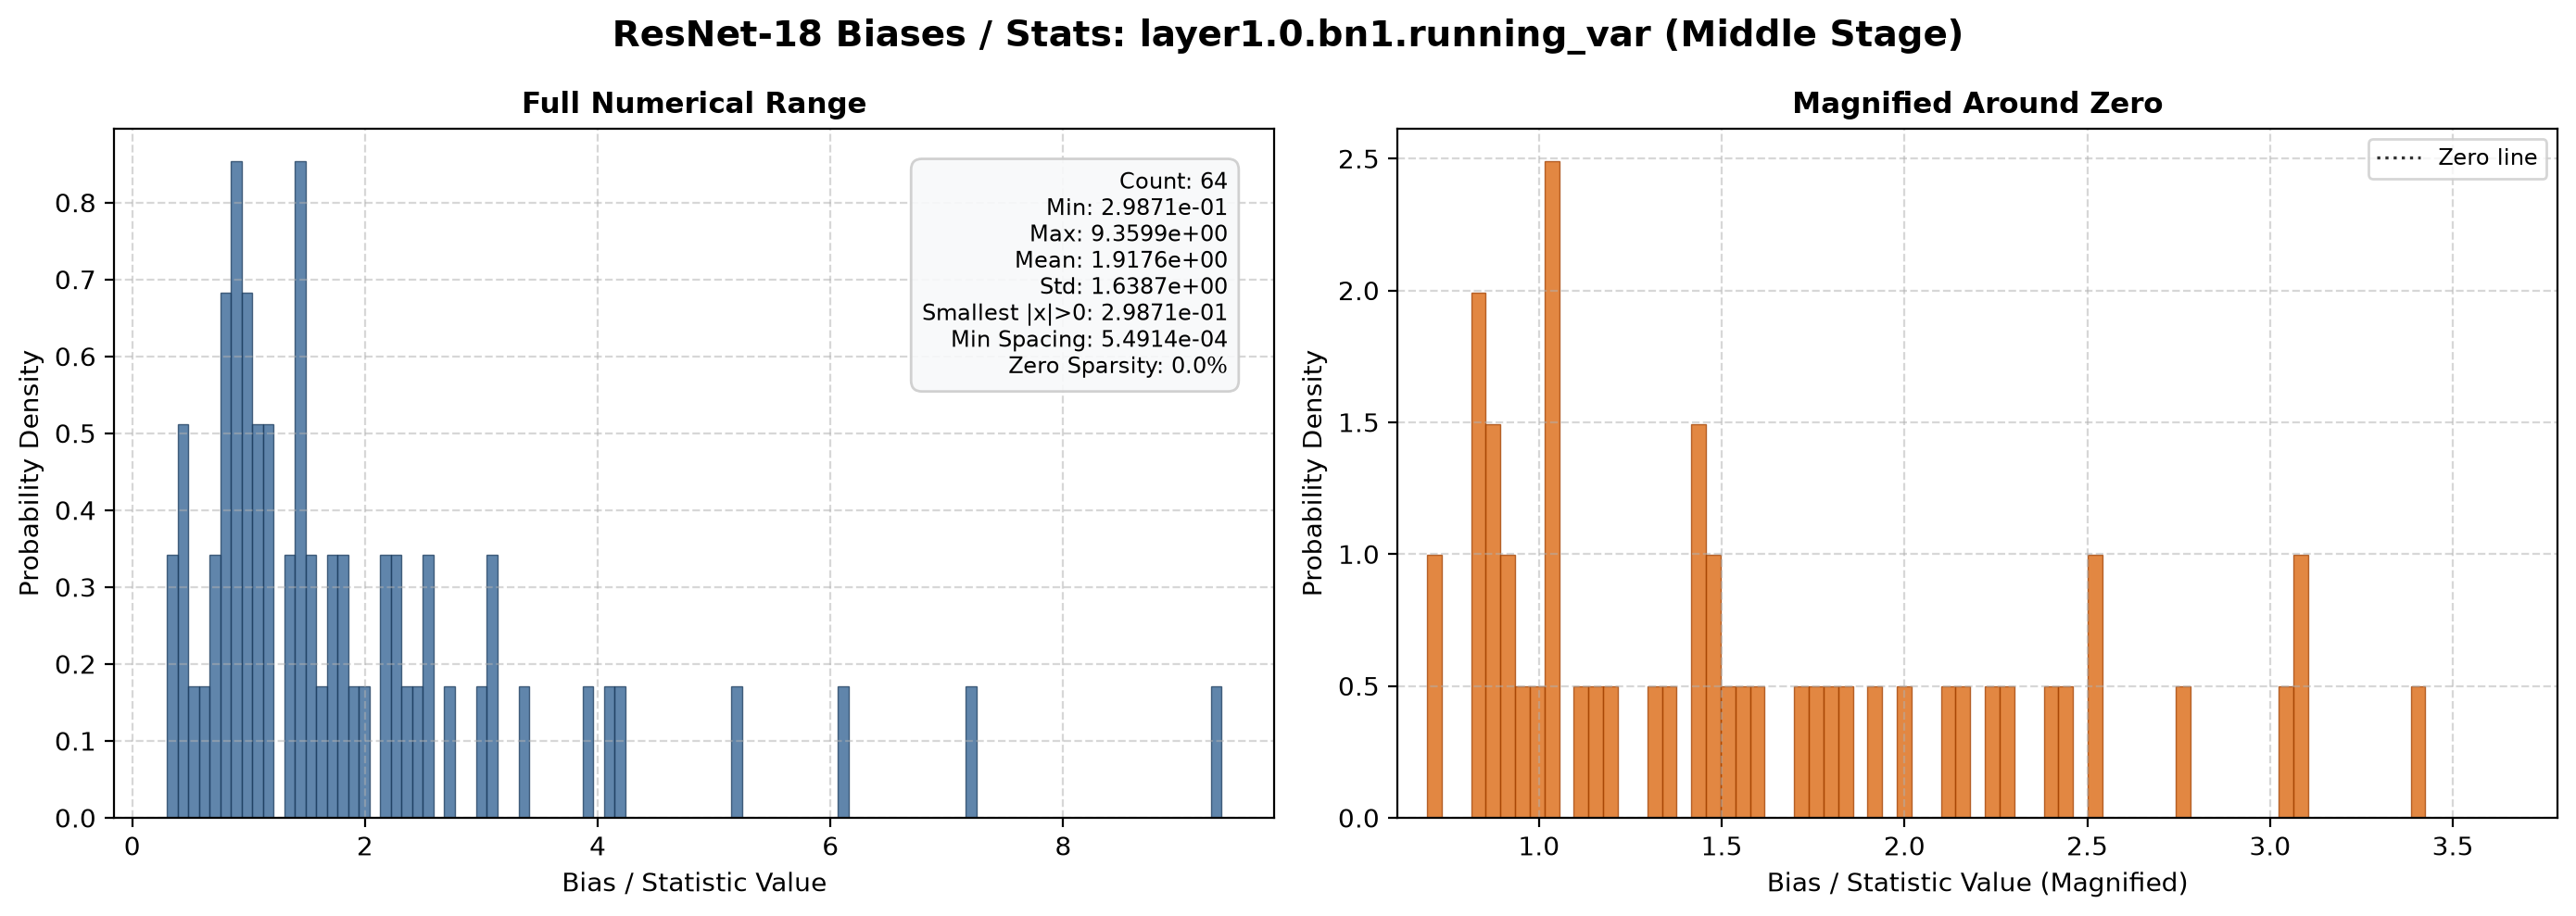 ResNet-18 Biases / Stats: layer1.0.bn1.running_var (Middle Stage)
Full Numerical Range
Probability Density
0.8
0.7
0.6
0.5
0.4
0.3
0.2
0.1
0.0
Count: 64
Min: 2.9871e-01
Max: 9.3599e+00
Mean: 1.9176e+00
Std: 1.6387e+00
Smallest |x|>0: 2.9871e-01
Min Spacing: 5.4914e-04
Zero Sparsity: 0.0%
0 2 4 6 8
Bias / Statistic Value
Magnified Around Zero
Probability Density
2.5
2.0
1.5
1.0
0.5
0.0
Zero line
1.0 1.5 2.0 2.5 3.0 3.5
Bias / Statistic Value (Magnified)